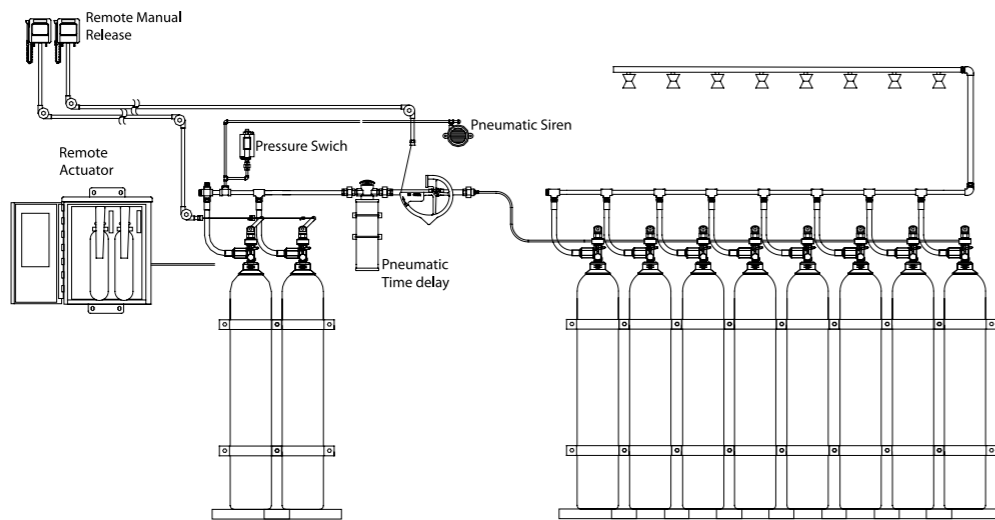 Remote Manual
Release
Pneumatic Siren
Pressure Swich
Remote
Actuator
Pneumatic
Time delay